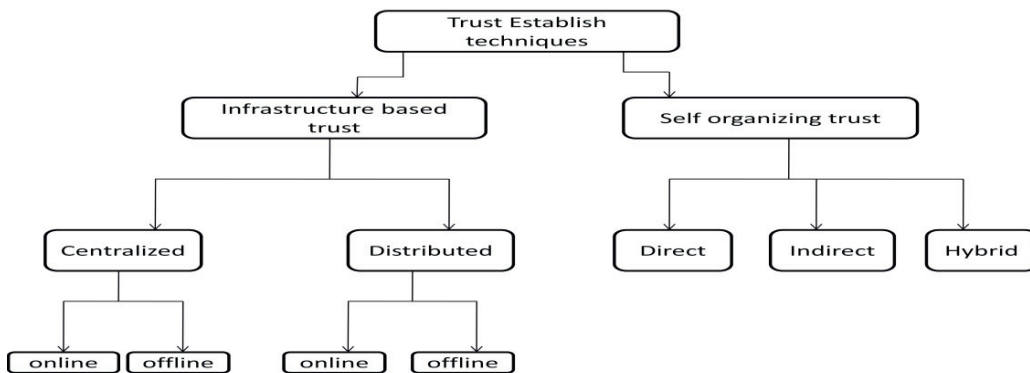 Trust Establish
techniques
Infrastructure based
trust
Self organizing trust
Centralized
Distributed
Direct
Indirect
Hybrid
online
offline
online
offline